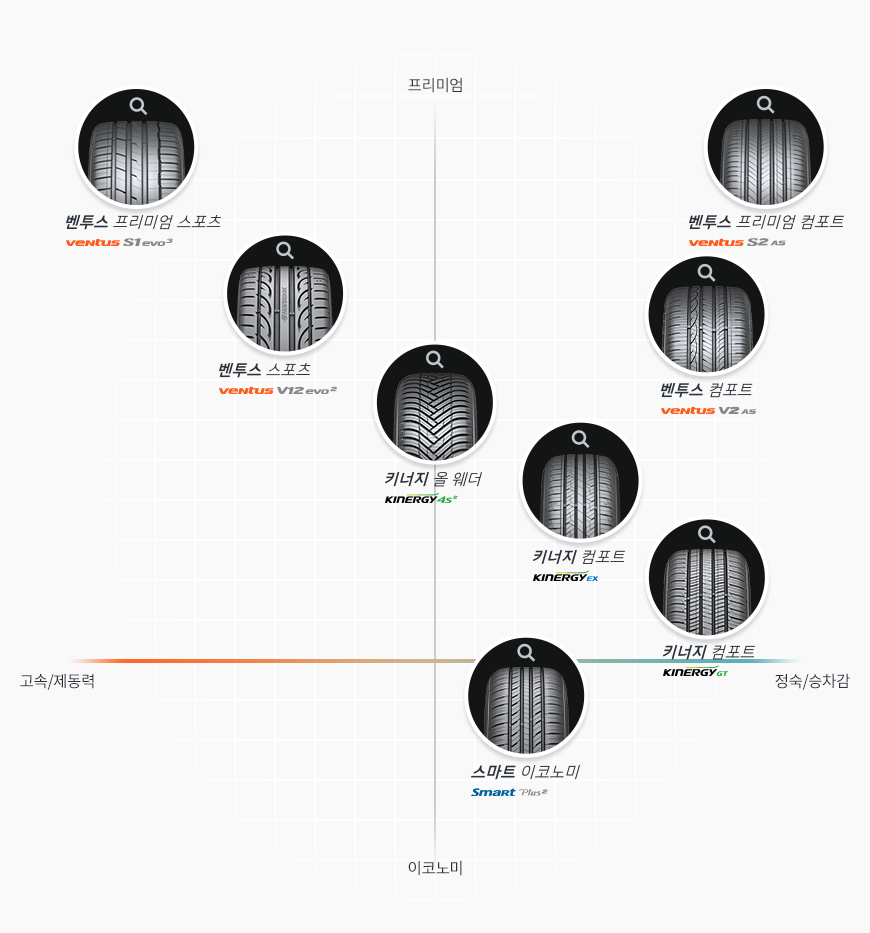 프리미엄
벤투스 프리미엄 스포츠
ventus S1 evo³
벤투스 프리미엄 컴포트
ventus S2 AS
벤투스 스포츠
ventus V12 evo²
벤투스 컴포트
ventus V2 AS
키너지 올 웨더
KINERGY 4S²
키너지 컴포트
KINERGY EX
키너지 컴포트
KINERGY GT
고속/제동력
정숙/승차감
스마트 이코노미
Smart Plus2
이코노미